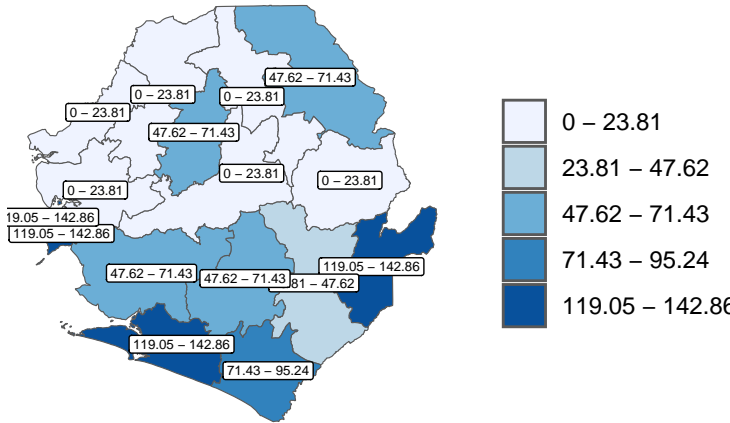 47.62 – 71.43
0 – 23.81
0 – 23.81
0 – 23.81
47.62 – 71.43
0 – 23.81
0 – 23.81
0 – 23.81
19.05 – 142.86
119.05 – 142.86
119.05 – 142.86
47.62 – 71.43
47.62 – 71.43
81 – 47.62
119.05 – 142.86
71.43 – 95.24
0 – 23.81
23.81 – 47.62
47.62 – 71.43
71.43 – 95.24
119.05 – 142.86